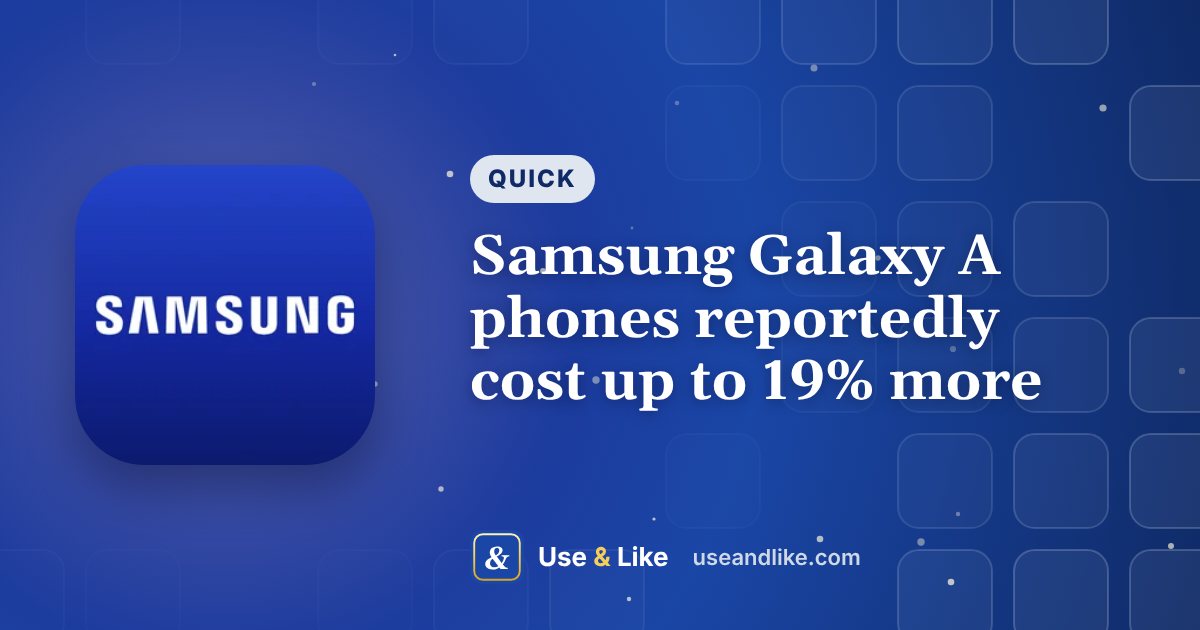 SAMSUNG
QUICK
Samsung Galaxy A
phones reportedly
cost up to 19% more
& Use & Like useandlike.com